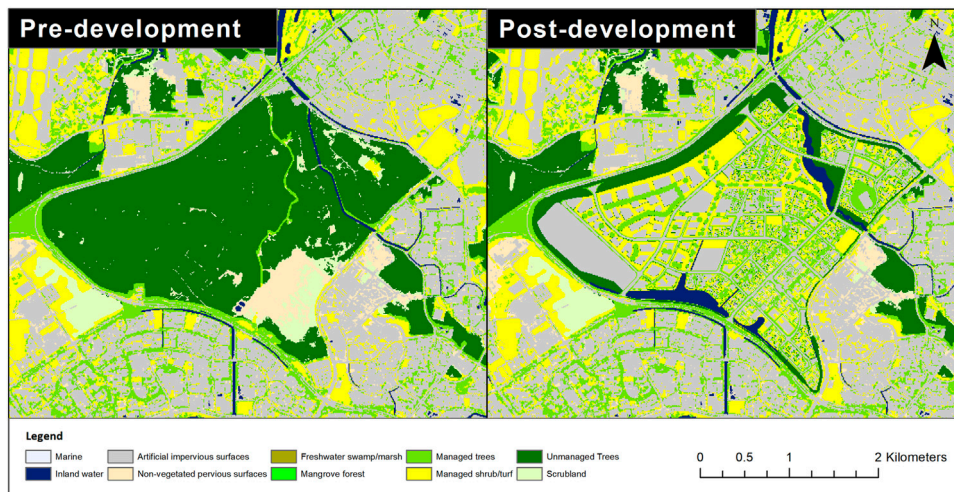 Pre-development
Post-development
N
Legend
Marine
Artificial impervious surfaces
Freshwater swamp/marsh
Managed trees
Unmanaged Trees
Inland water
Non-vegetated pervious surfaces
Mangrove forest
Managed shrub/turf
Scrubland
0 0.5 1 2 Kilometers